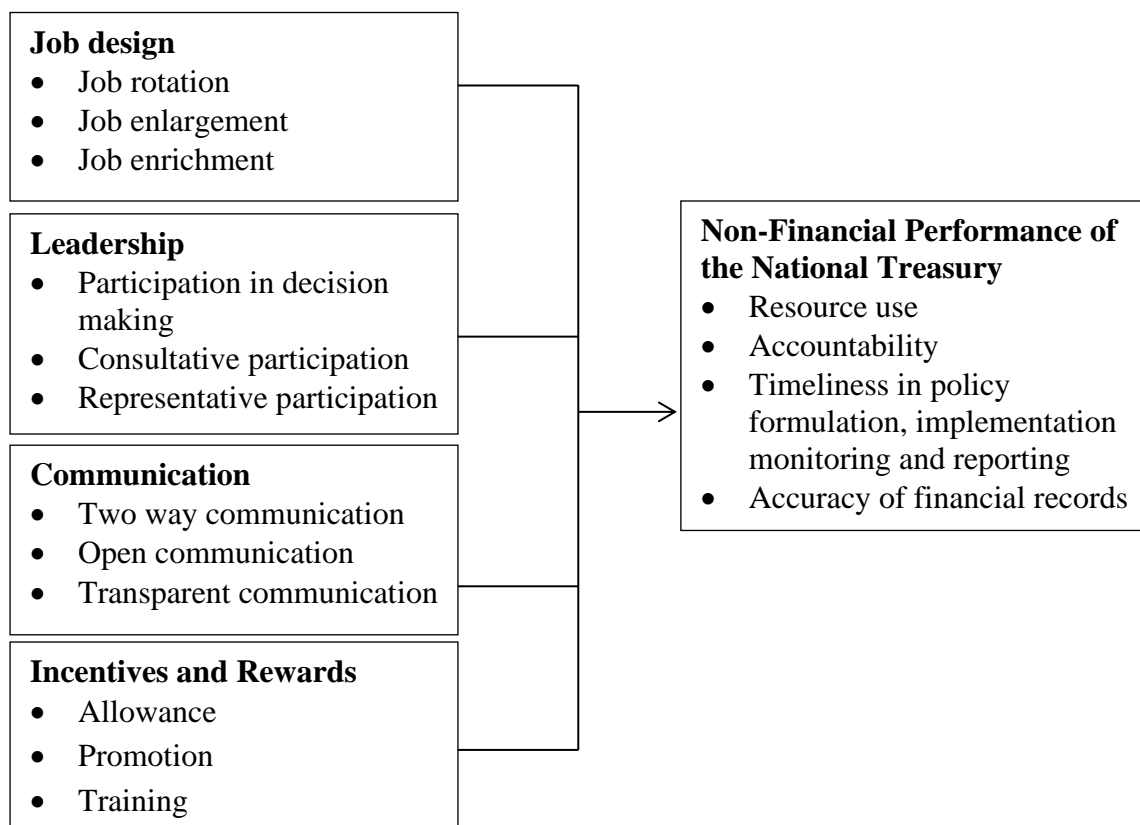 Job design
• Job rotation
• Job enlargement
• Job enrichment
Leadership
• Participation in decision
making
• Consultative participation
• Representative participation
Communication
• Two way communication
• Open communication
• Transparent communication
Incentives and Rewards
• Allowance
• Promotion
• Training
Non-Financial Performance of
the National Treasury
• Resource use
• Accountability
• Timeliness in policy
formulation, implementation
monitoring and reporting
• Accuracy of financial records